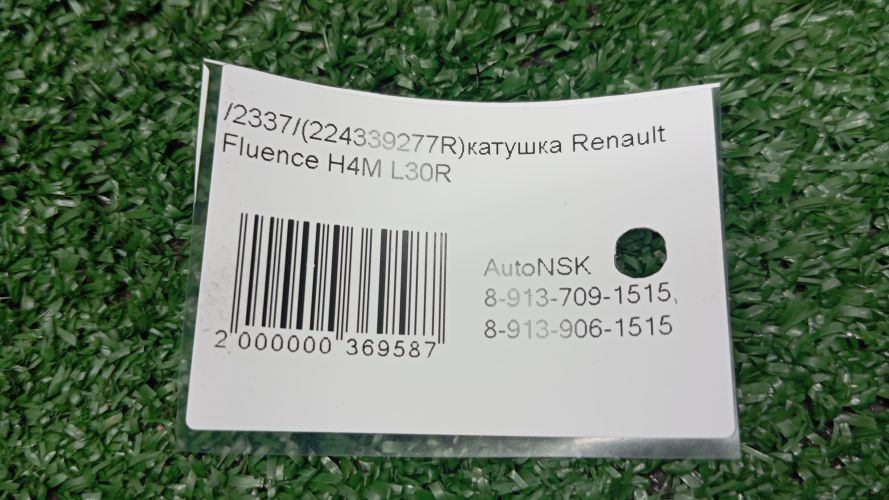 /2337/(224339277R)катушка Renault
Fluence H4M L30R
AutoNSK
8-913-709-1515,
8-913-906-1515
2 000000 369587